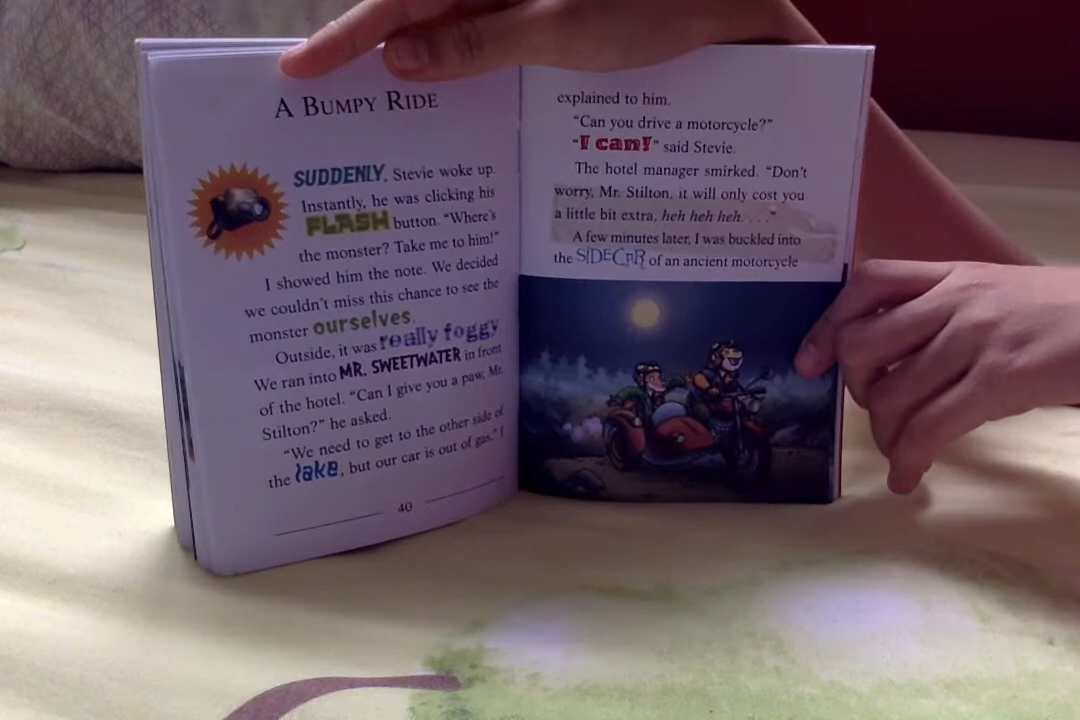 A BUMPY RIDE
SUDDENLY, Stevie woke up.
Instantly, he was clicking his
FLASH button. “Where’s
the monster? Take me to him!”
I showed him the note. We decided
we couldn’t miss this chance to see the
monster ourselves.
Outside, it was really foggy.
We ran into MR. SWEETWATER in front
of the hotel. “Can I give you a paw, Mr.
Stilton?” he asked.
“We need to get to the other side of
the lake, but our car is out of gas,” I
40
explained to him.
“Can you drive a motorcycle?”
“I can!” said Stevie.
The hotel manager smirked. “Don’t
worry, Mr. Stilton, it will only cost you
a little bit extra, heh heh heh. . . .”
A few minutes later, I was buckled into
the SIDECAR of an ancient motorcycle